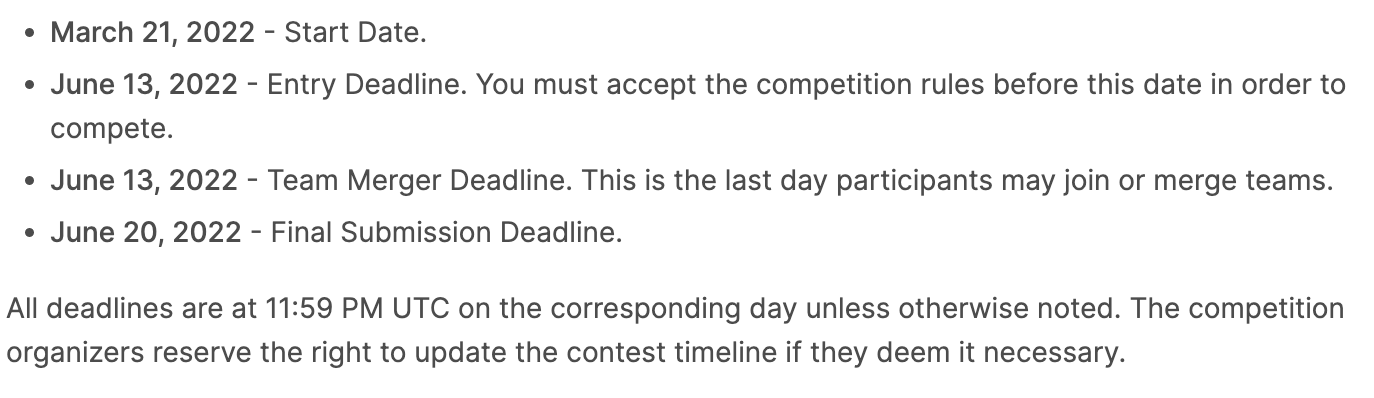 • March 21, 2022 - Start Date.
• June 13, 2022 - Entry Deadline. You must accept the competition rules before this date in order to
compete.
• June 13, 2022 - Team Merger Deadline. This is the last day participants may join or merge teams.
• June 20, 2022 - Final Submission Deadline.
All deadlines are at 11:59 PM UTC on the corresponding day unless otherwise noted. The competition
organizers reserve the right to update the contest timeline if they deem it necessary.